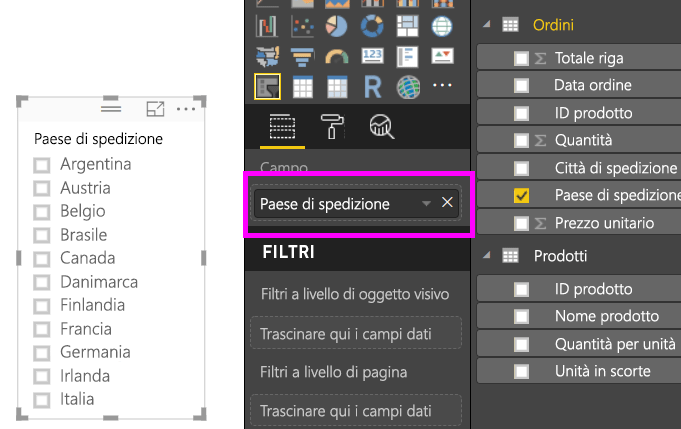 Paese di spedizione
Argentina
Austria
Belgio
Brasile
Canada
Danimarca
Finlandia
Francia
Germania
Irlanda
Italia
123
R
Campo
Paese di spedizione
FILTRI
Filtri a livello di oggetto visivo
Trascinare qui i campi dati
Filtri a livello di pagina
Trascinare qui i campi dati
Ordini
Σ Totale riga
Data ordine
ID prodotto
Σ Quantità
Città di spedizione
Paese di spedizione
Σ Prezzo unitario
Prodotti
ID prodotto
Nome prodotto
Quantità per unità
Unità in scorte